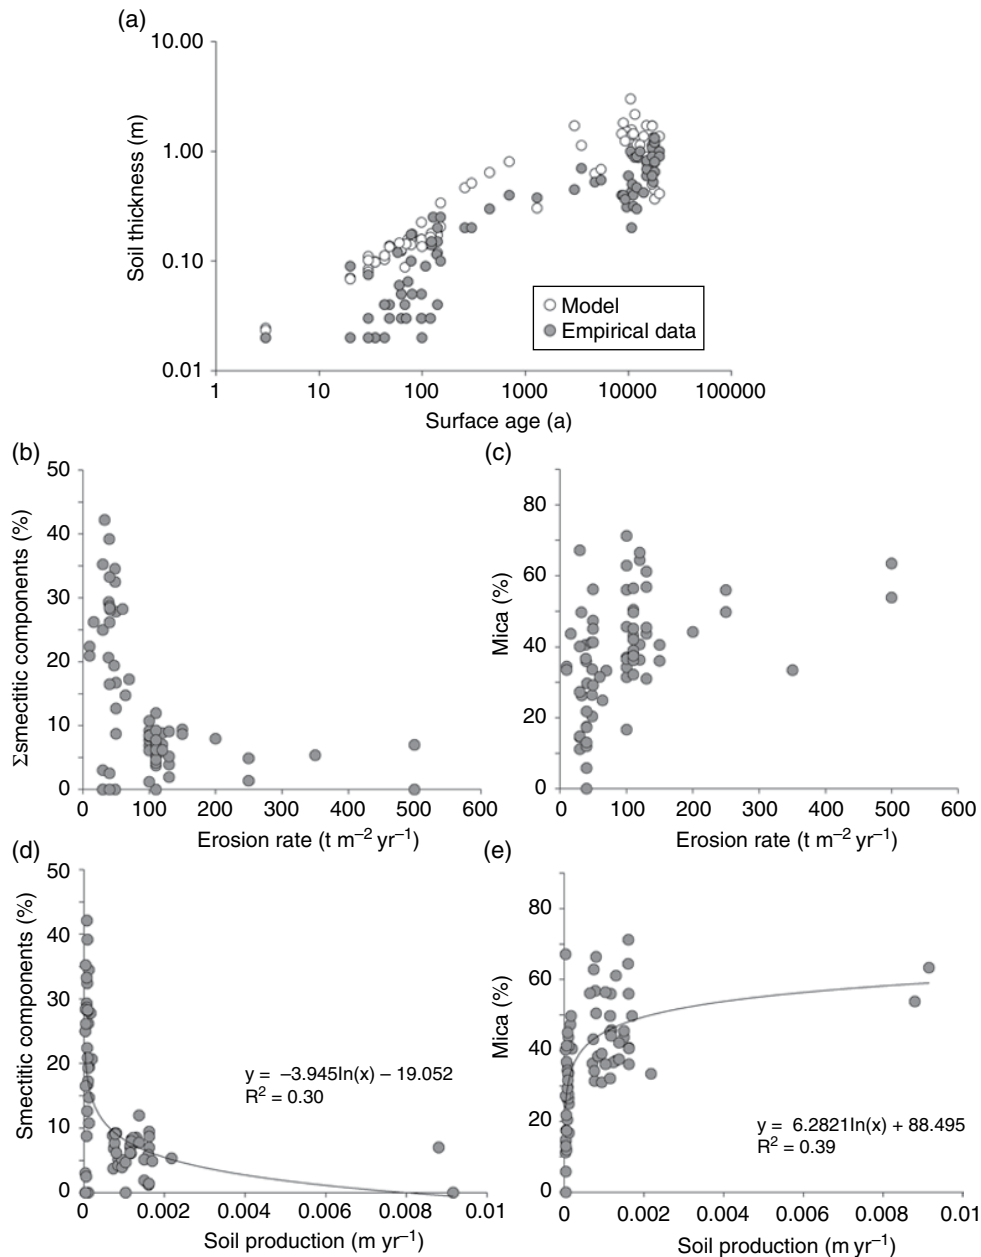 (a)
10.00
1.00
0.10
0.01
Soil thickness (m)
Model
Empirical data
1 10 100 1000 10000 100000
Surface age (a)
(b)
50
40
30
20
10
0
Σsmectitic components (%)
0 100 200 300 400 500 600
Erosion rate (t m⁻² yr⁻¹)
(c)
80
60
40
20
0
Mica (%)
0 100 200 300 400 500 600
Erosion rate (t m⁻² yr⁻¹)
(d)
50
40
30
20
10
0
Smectitic components (%)
y = −3.945ln(x) − 19.052
R² = 0.30
0 0.002 0.004 0.006 0.008 0.01
Soil production (m yr⁻¹)
(e)
80
60
40
20
0
Mica (%)
y = 6.2821ln(x) + 88.495
R² = 0.39
0 0.002 0.004 0.006 0.008 0.01
Soil production (m yr⁻¹)